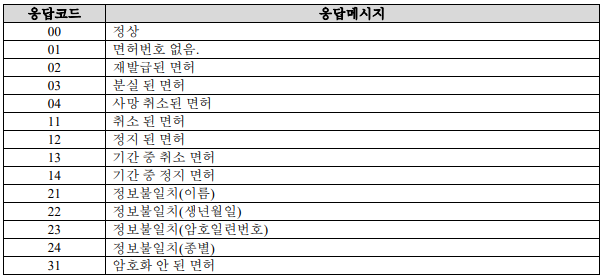 응답코드 응답메시지
00 정상
01 면허번호 없음.
02 재발급된 면허
03 분실 된 면허
04 사망 취소된 면허
11 취소 된 면허
12 정지 된 면허
13 기간 중 취소 면허
14 기간 중 정지 면허
21 정보불일치(이름)
22 정보불일치(생년월일)
23 정보불일치(암호일련번호)
24 정보불일치(종별)
31 암호화 안 된 면허